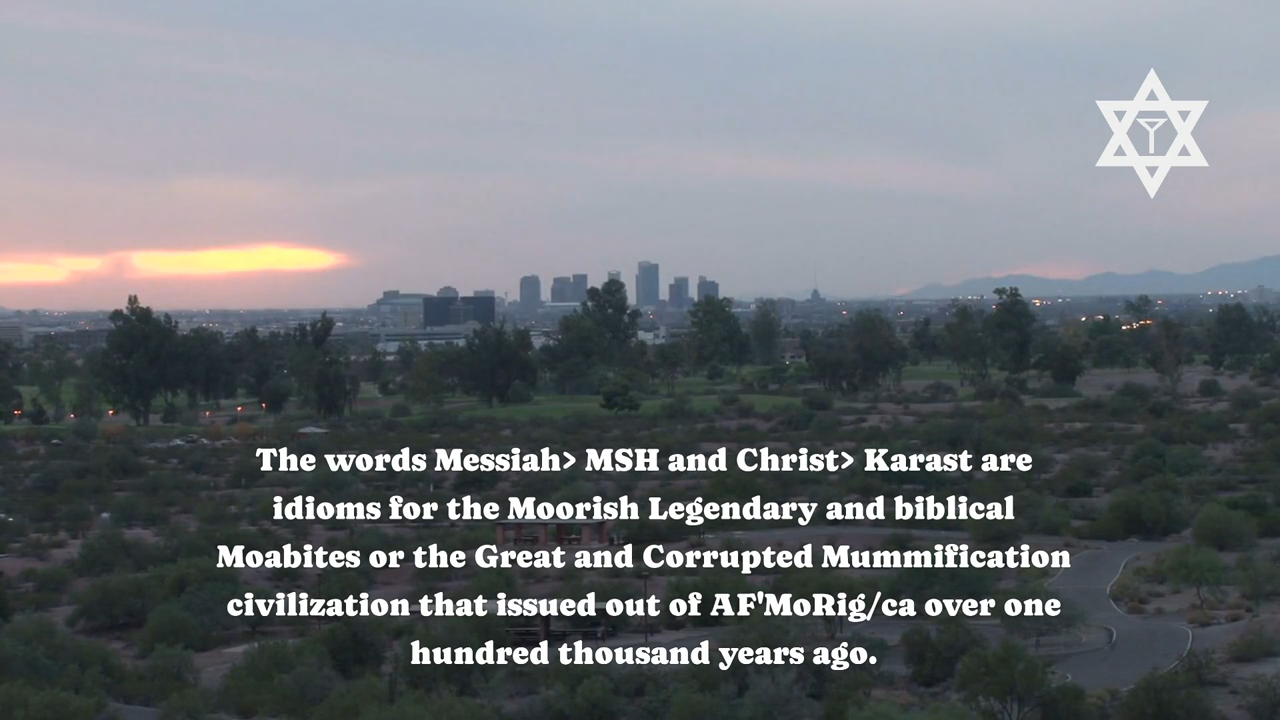 The words Messiah> MSH and Christ> Karast are
idioms for the Moorish Legendary and biblical
Moabites or the Great and Corrupted Mummification
civilization that issued out of AF'MoRig/ca over one
hundred thousand years ago.